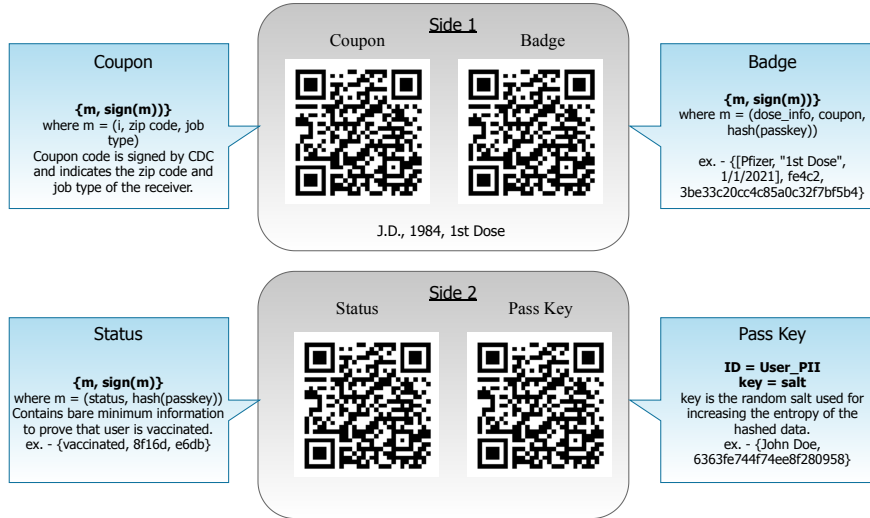 Side 1
Coupon
Badge
J.D., 1984, 1st Dose
Coupon
{m, sign(m))}
where m = (i, zip code, job
type)
Coupon code is signed by CDC
and indicates the zip code and
job type of the receiver.
Badge
{m, sign(m))}
where m = (dose_info, coupon,
hash(passkey))
ex. - {[Pfizer, "1st Dose",
1/1/2021], fe4c2,
3be33c20cc4c85a0c32f7bf5b4}
Side 2
Status
Pass Key
Status
{m, sign(m)}
where m = (status, hash(passkey))
Contains bare minimum information
to prove that user is vaccinated.
ex. - {vaccinated, 8f16d, e6db}
Pass Key
ID = User_PII
key = salt
key is the random salt used for
increasing the entropy of the
hashed data.
ex. - {John Doe,
6363fe744f74ee8f280958}